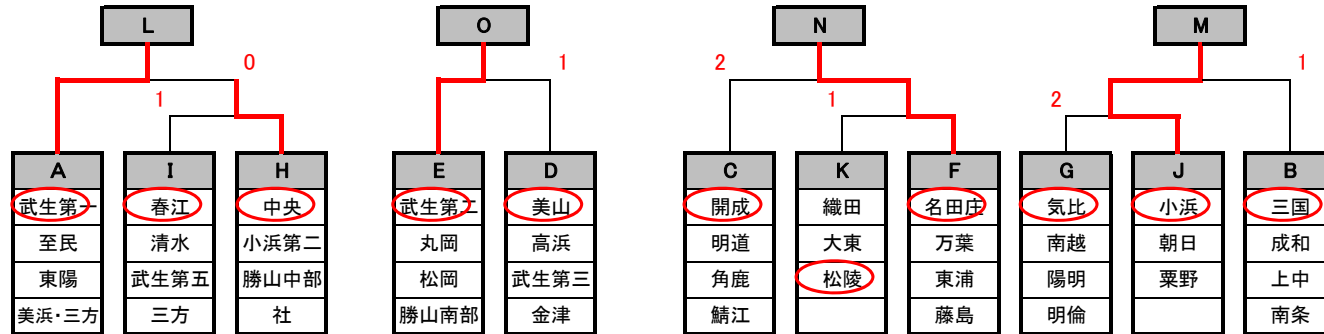 L O N M
0 1 2 1
1 1 2
A I H E D C K F G J B
武生第一 春江 中央 武生第二 美山 開成 織田 名田庄 気比 小浜 三国
至民 清水 小浜第二 丸岡 高浜 明道 大東 万葉 南越 朝日 成和
東陽 武生第五 勝山中部 松岡 武生第三 角鹿 松陵 東浦 陽明 粟野 上中
美浜・三方 三方 社 勝山南部 金津 鯖江 藤島 明倫 南条